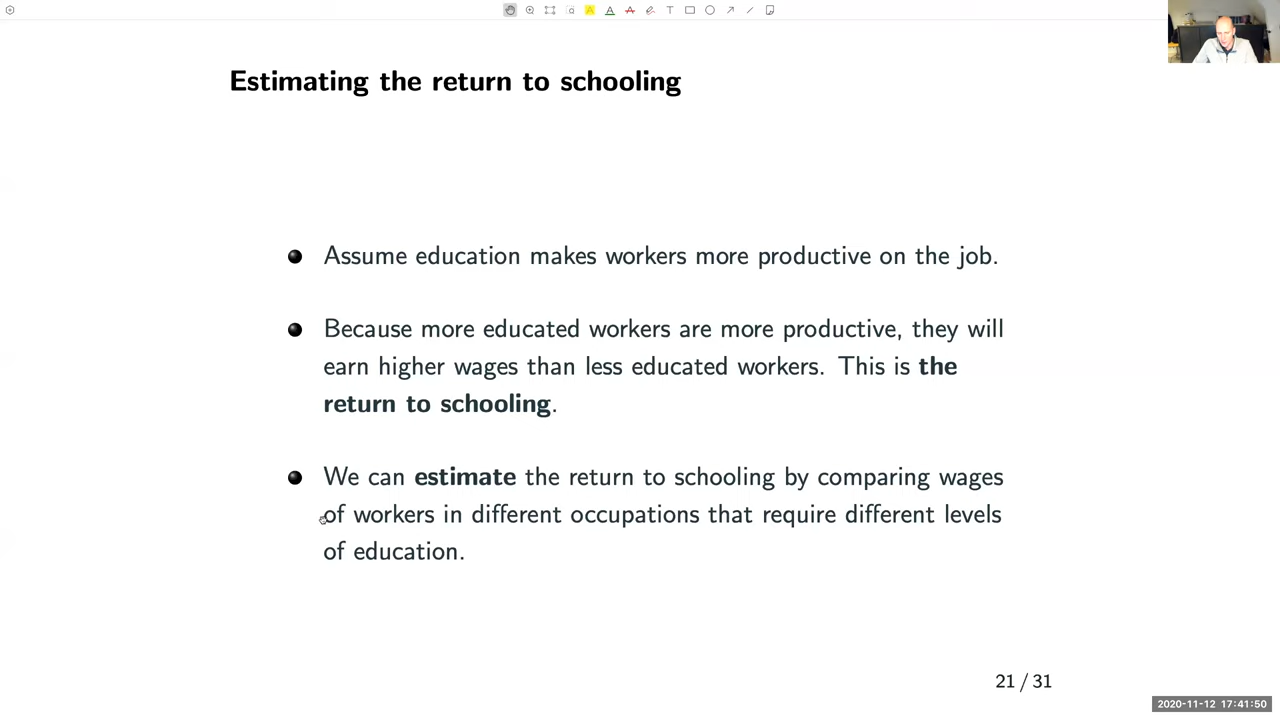 Estimating the return to schooling
Assume education makes workers more productive on the job.
Because more educated workers are more productive, they will
earn higher wages than less educated workers. This is the
return to schooling.
We can estimate the return to schooling by comparing wages
of workers in different occupations that require different levels
of education.
21 / 31
2020-11-12 17:41:50